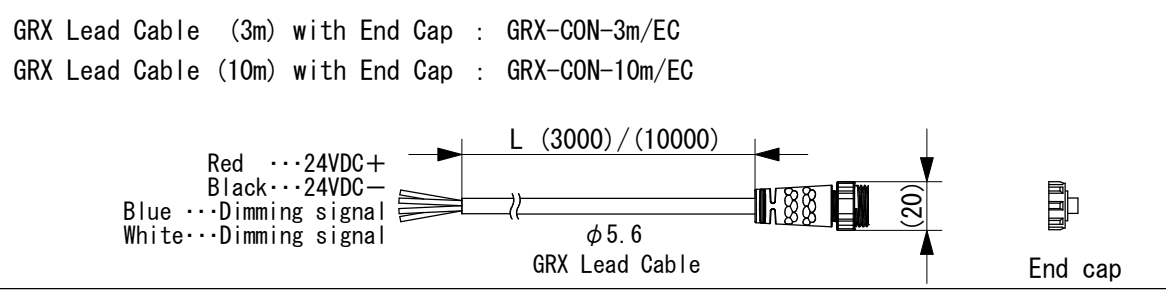 GRX Lead Cable (3m) with End Cap : GRX-CON-3m/EC
GRX Lead Cable (10m) with End Cap : GRX-CON-10m/EC
L (3000)/(10000)
Red ···24VDC+
Black···24VDC−
Blue ···Dimming signal
White···Dimming signal
(20)
φ5.6
GRX Lead Cable
End cap